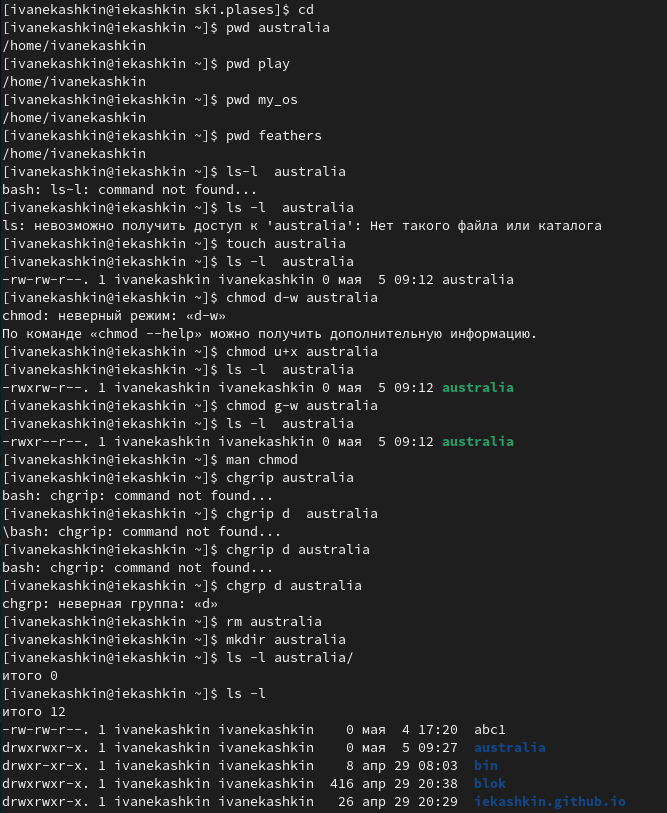 [ivanekashkin@iekashkin ski.plases]$ cd
[ivanekashkin@iekashkin ~]$ pwd australia
/home/ivanekashkin
[ivanekashkin@iekashkin ~]$ pwd play
/home/ivanekashkin
[ivanekashkin@iekashkin ~]$ pwd my_os
/home/ivanekashkin
[ivanekashkin@iekashkin ~]$ pwd feathers
/home/ivanekashkin
[ivanekashkin@iekashkin ~]$ ls-l  australia
bash: ls-l: command not found...
[ivanekashkin@iekashkin ~]$ ls -l  australia
ls: невозможно получить доступ к 'australia': Нет такого файла или каталога
[ivanekashkin@iekashkin ~]$ touch australia
[ivanekashkin@iekashkin ~]$ ls -l  australia
-rw-rw-r--. 1 ivanekashkin ivanekashkin 0 мая  5 09:12 australia
[ivanekashkin@iekashkin ~]$ chmod d-w australia
chmod: неверный режим: «d-w»
По команде «chmod --help» можно получить дополнительную информацию.
[ivanekashkin@iekashkin ~]$ chmod u+x australia
[ivanekashkin@iekashkin ~]$ ls -l  australia
-rwxrw-r--. 1 ivanekashkin ivanekashkin 0 мая  5 09:12 australia
[ivanekashkin@iekashkin ~]$ chmod g-w australia
[ivanekashkin@iekashkin ~]$ ls -l  australia
-rwxr--r--. 1 ivanekashkin ivanekashkin 0 мая  5 09:12 australia
[ivanekashkin@iekashkin ~]$ man chmod
[ivanekashkin@iekashkin ~]$ chgrip australia
bash: chgrip: command not found...
[ivanekashkin@iekashkin ~]$ chgrip d  australia
\bash: chgrip: command not found...
[ivanekashkin@iekashkin ~]$ chgrip d australia
bash: chgrip: command not found...
[ivanekashkin@iekashkin ~]$ chgrp d australia
chgrp: неверная группа: «d»
[ivanekashkin@iekashkin ~]$ rm australia
[ivanekashkin@iekashkin ~]$ mkdir australia
[ivanekashkin@iekashkin ~]$ ls -l australia/
итого 0
[ivanekashkin@iekashkin ~]$ ls -l
итого 12
-rw-rw-r--. 1 ivanekashkin ivanekashkin    0 мая  4 17:20  abc1
drwxrwxr-x. 1 ivanekashkin ivanekashkin    0 мая  5 09:27  australia
drwxr-xr-x. 1 ivanekashkin ivanekashkin    8 апр 29 08:03  bin
drwxrwxr-x. 1 ivanekashkin ivanekashkin  416 апр 29 20:38  blok
drwxrwxr-x. 1 ivanekashkin ivanekashkin   26 апр 29 20:29  iekashkin.github.io